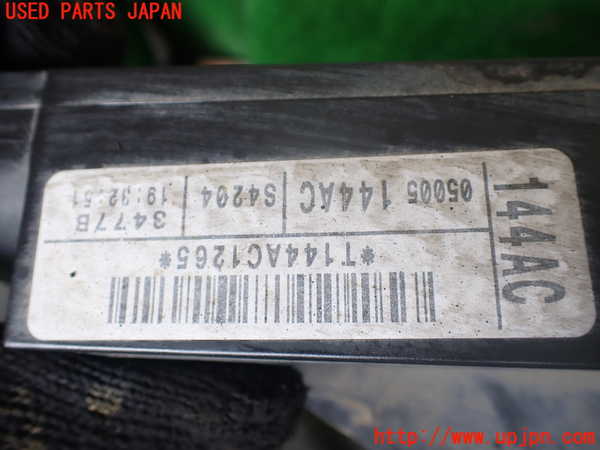 USED PARTS JAPAN
144AC
05005 144AC S4204 3477B
19:32:51
*T144AC1265*
http://www.upjpn.com